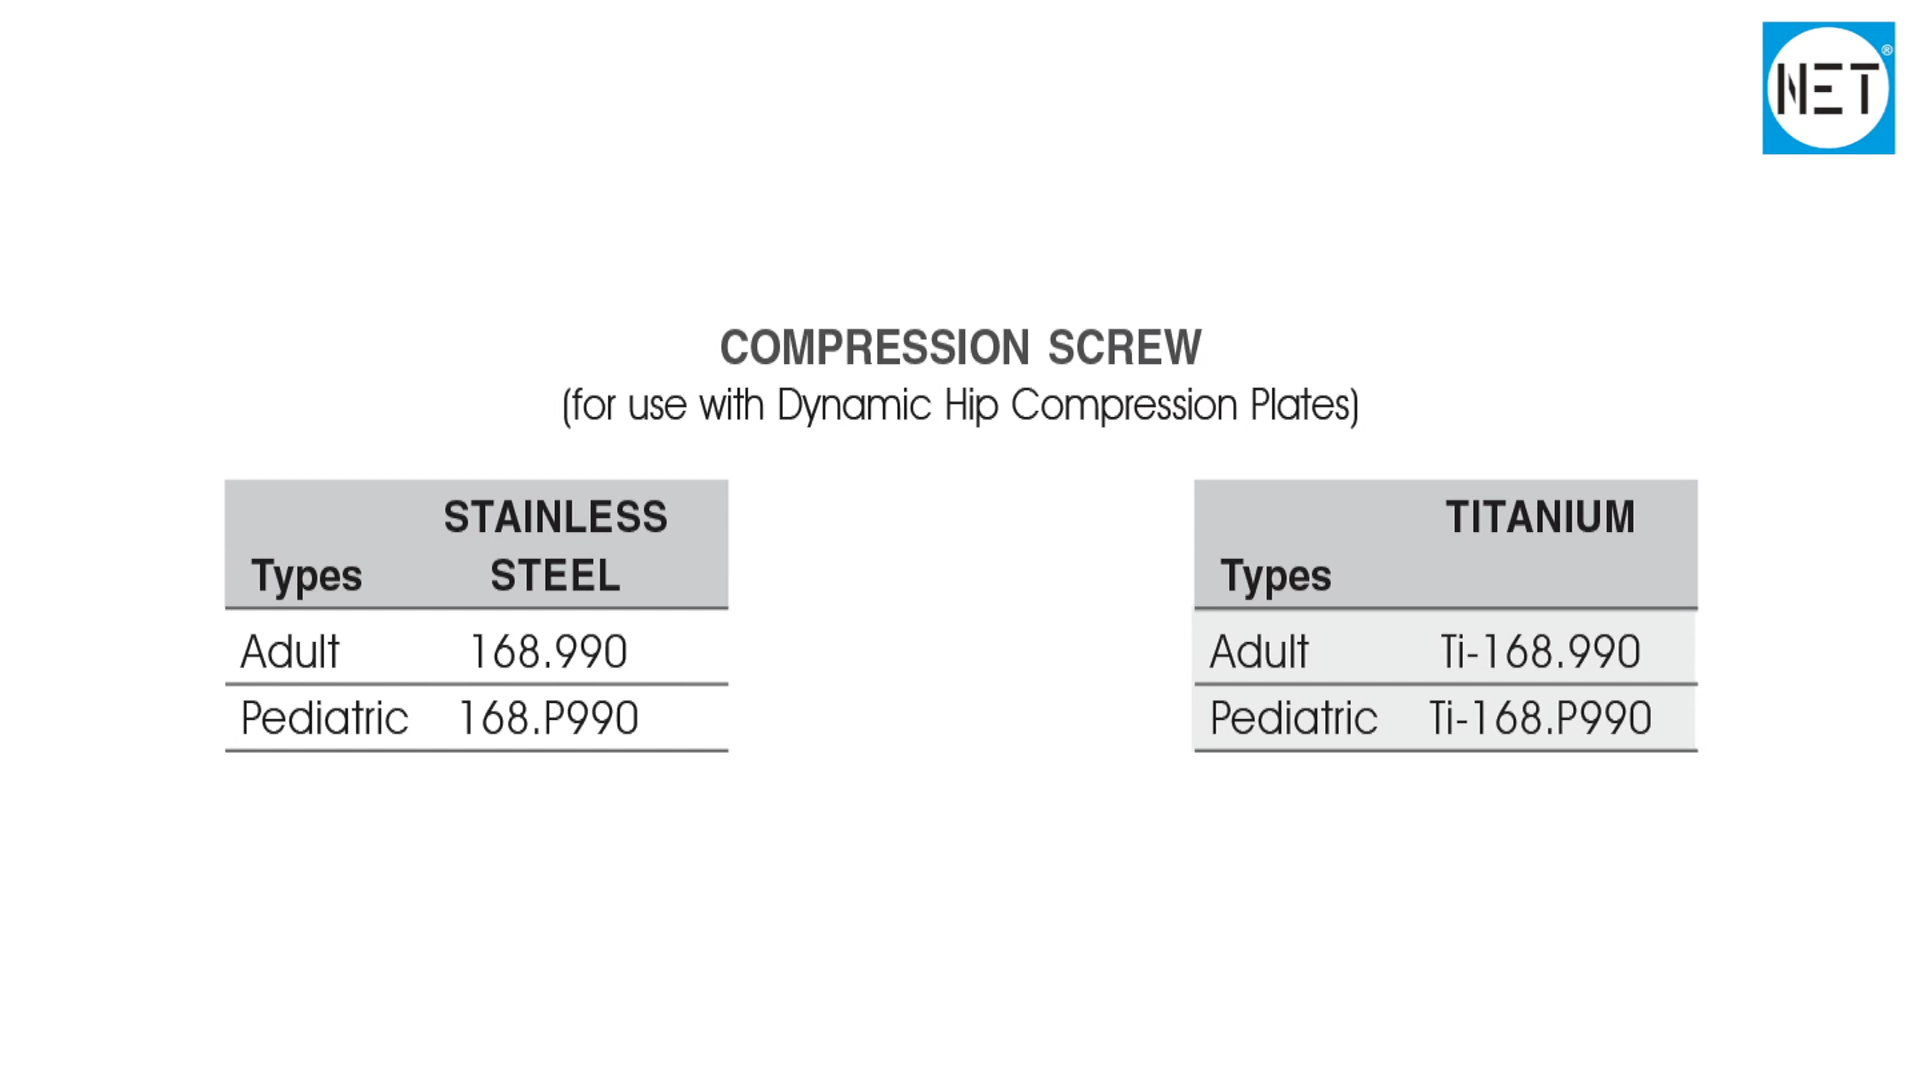 NET®
COMPRESSION SCREW
(for use with Dynamic Hip Compression Plates)
STAINLESS
Types STEEL
Adult 168.990
Pediatric 168.P990
TITANIUM
Types
Adult Ti-168.990
Pediatric Ti-168.P990